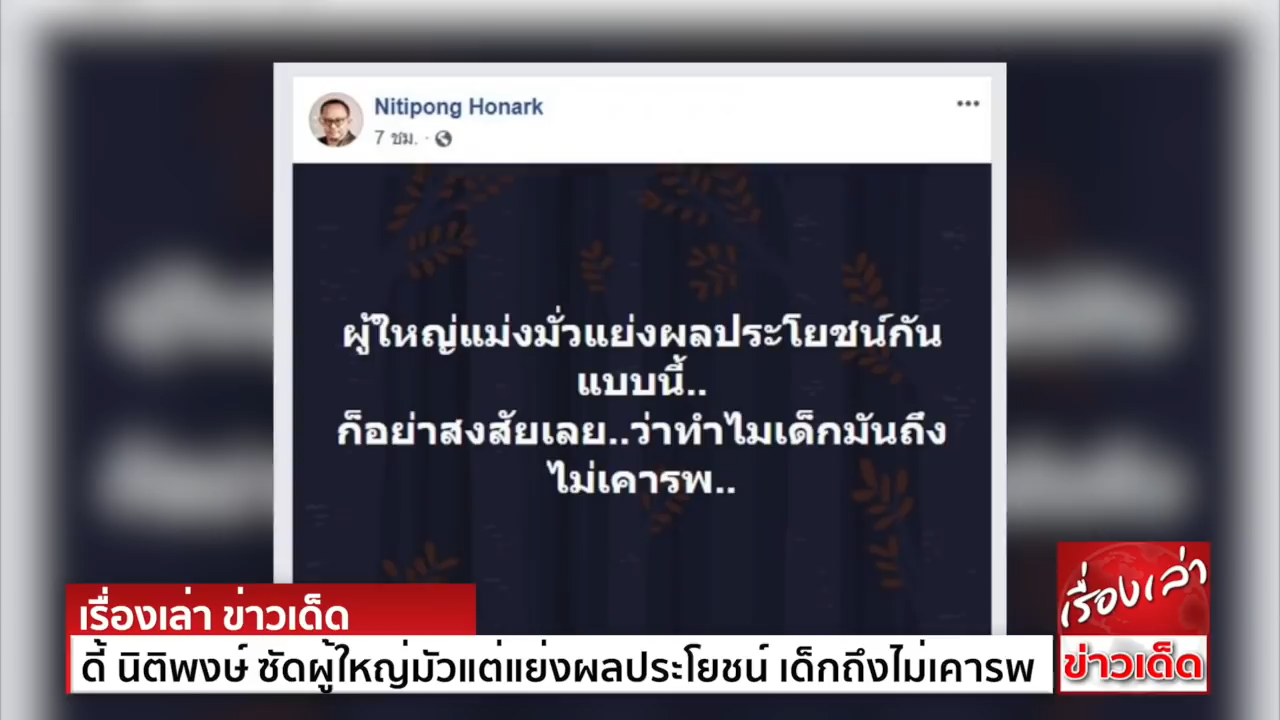 Nitipong Honark
7 ชม. ·
ผู้ใหญ่แม่งมั่วแย่งผลประโยชน์กัน
แบบนี้..
ก็อย่าสงสัยเลย..ว่าทำไมเด็กมันถึง
ไม่เคารพ..
เรื่องเล่า ข่าวเด็ด
ดี้ นิติพงษ์ ซัดผู้ใหญ่มัวแต่แย่งผลประโยชน์ เด็กถึงไม่เคารพ
เรื่องเล่า
ข่าวเด็ด